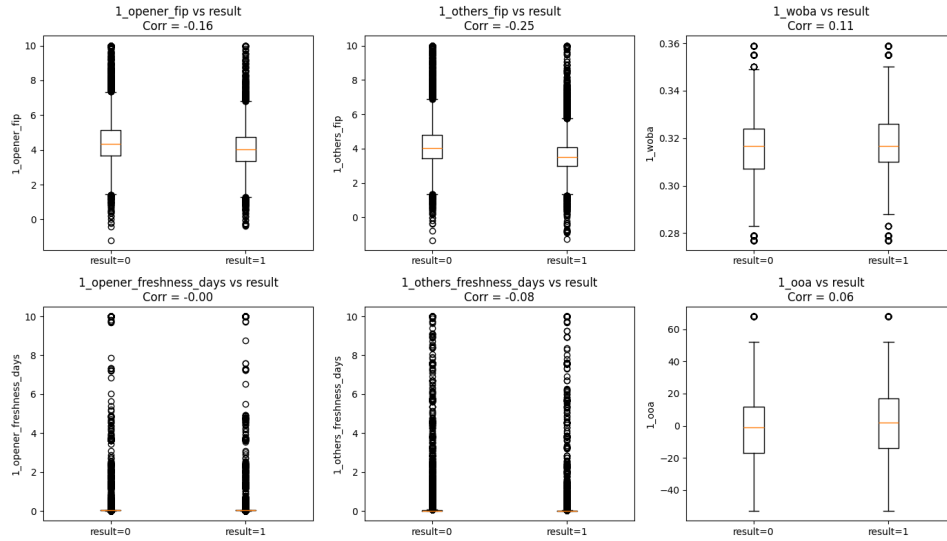 1_opener_fip vs result
Corr = -0.16
1_opener_fip
10
8
6
4
2
0
result=0
result=1
1_others_fip vs result
Corr = -0.25
1_others_fip
10
8
6
4
2
0
result=0
result=1
1_woba vs result
Corr = 0.11
1_woba
0.36
0.34
0.32
0.30
0.28
result=0
result=1
1_opener_freshness_days vs result
Corr = -0.00
1_opener_freshness_days
10
8
6
4
2
0
result=0
result=1
1_others_freshness_days vs result
Corr = -0.08
1_others_freshness_days
10
8
6
4
2
0
result=0
result=1
1_ooa vs result
Corr = 0.06
1_ooa
60
40
20
0
−20
−40
result=0
result=1